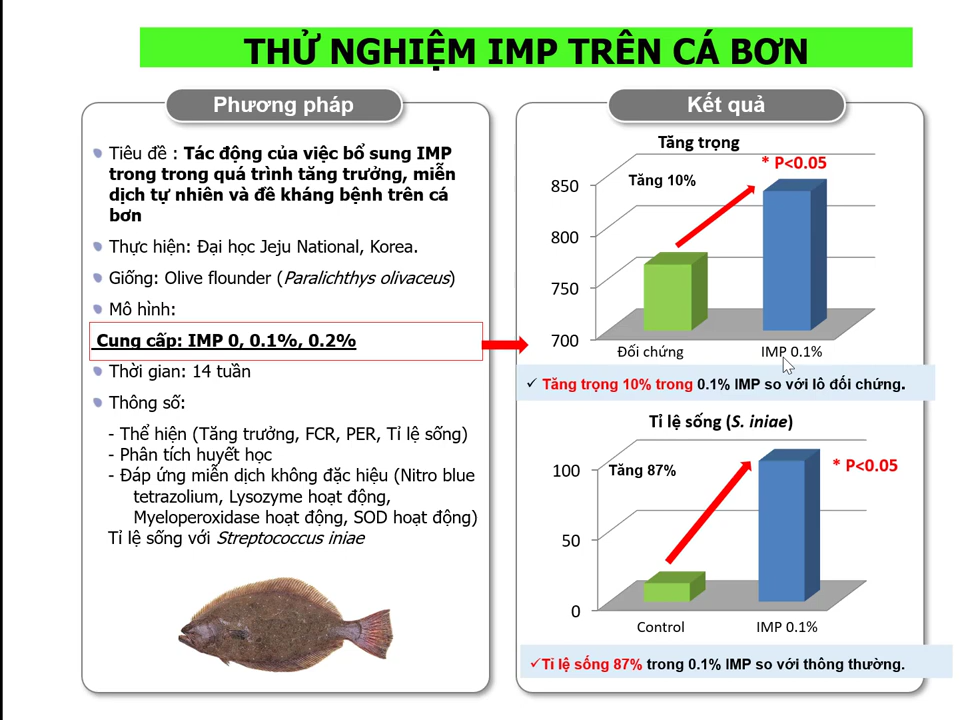 THỬ NGHIỆM IMP TRÊN CÁ BƠN
Phương pháp
Tiêu đề : Tác động của việc bổ sung IMP
trong trong quá trình tăng trưởng, miễn
dịch tự nhiên và đề kháng bệnh trên cá
bơn
Thực hiện: Đại học Jeju National, Korea.
Giống: Olive flounder (Paralichthys olivaceus)
Mô hình:
Cung cấp: IMP 0, 0.1%, 0.2%
Thời gian: 14 tuần
Thông số:
- Thể hiện (Tăng trưởng, FCR, PER, Tỉ lệ sống)
- Phân tích huyết học
- Đáp ứng miễn dịch không đặc hiệu (Nitro blue
tetrazolium, Lysozyme hoạt động,
Myeloperoxidase hoạt động, SOD hoạt động)
Tỉ lệ sống với Streptococcus iniae
Kết quả
Tăng trọng
* P<0.05
Tăng 10%
850
800
750
700
Đối chứng
IMP 0.1%
✓ Tăng trọng 10% trong 0.1% IMP so với lô đối chứng.
Tỉ lệ sống (S. iniae)
* P<0.05
Tăng 87%
100
50
0
Control
IMP 0.1%
✓Tỉ lệ sống 87% trong 0.1% IMP so với thông thường.